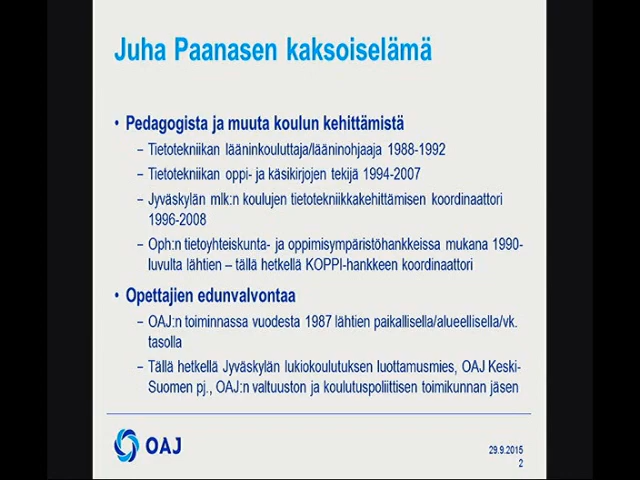 Juha Paanasen kaksoiselämä
• Pedagogista ja muuta koulun kehittämistä
– Tietotekniikan lääninkouluttaja/lääninohjaaja 1988-1992
– Tietotekniikan oppi- ja käsikirjojen tekijä 1994-2007
– Jyväskylän mlk:n koulujen tietotekniikkakehittämisen koordinaattori
1996-2008
– Oph:n tietoyhteiskunta- ja oppimisympäristöhankkeissa mukana 1990-
luvulta lähtien – tällä hetkellä KOPPI-hankkeen koordinaattori
• Opettajien edunvalvontaa
– OAJ:n toiminnassa vuodesta 1987 lähtien paikallisella/alueellisella/vk.
tasolla
– Tällä hetkellä Jyväskylän lukiokoulutuksen luottamusmies, OAJ Keski-
Suomen pj., OAJ:n valtuuston ja koulutuspoliittisen toimikunnan jäsen
OAJ
29.9.2015
2